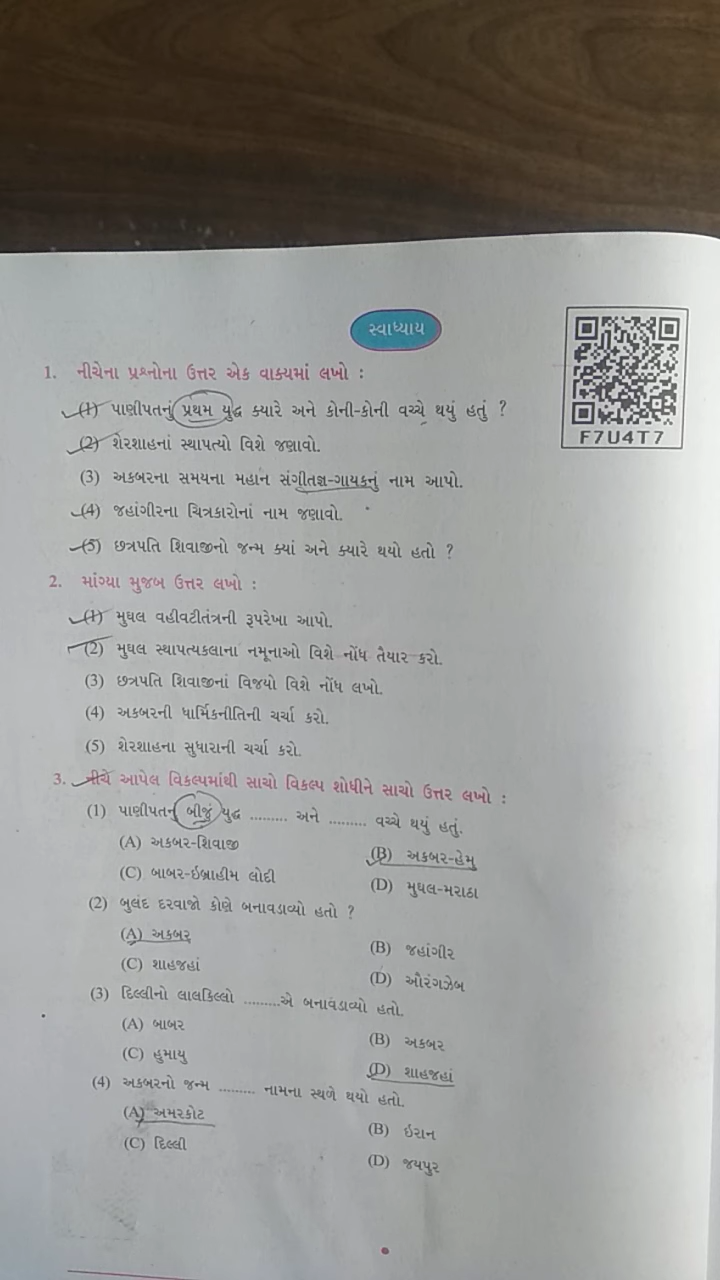 સ્વાધ્યાય
F7U4T7
1. નીચેના પ્રશ્નોના ઉત્તર એક વાક્યમાં લખો :
(1) પાણીપતનું પ્રથમ યુદ્ધ ક્યારે અને કોની-કોની વચ્ચે થયું હતું ?
(2) શેરશાહનાં સ્થાપત્યો વિશે જણાવો.
(3) અકબરના સમયના મહાન સંગીતજ્ઞ-ગાયકનું નામ આપો.
(4) જહાંગીરના ચિત્રકારોનાં નામ જણાવો.
(5) છત્રપતિ શિવાજીનો જન્મ ક્યાં અને ક્યારે થયો હતો ?
2. માંગ્યા મુજબ ઉત્તર લખો :
(1) મુઘલ વહીવટીતંત્રની રૂપરેખા આપો.
(2) મુઘલ સ્થાપત્યકલાના નમૂનાઓ વિશે નોંધ તૈયાર કરો.
(3) છત્રપતિ શિવાજીનાં વિજયો વિશે નોંધ લખો.
(4) અકબરની ધાર્મિકનીતિની ચર્ચા કરો.
(5) શેરશાહના સુધારાની ચર્ચા કરો.
3. નીચે આપેલ વિકલ્પમાંથી સાચો વિકલ્પ શોધીને સાચો ઉત્તર લખો :
(1) પાણીપતનું બીજું યુદ્ધ ......... અને ......... વચ્ચે થયું હતું.
(A) અકબર-શિવાજી (B) અકબર-હેમુ
(C) બાબર-ઇબ્રાહીમ લોદી (D) મુઘલ-મરાઠા
(2) બુલંદ દરવાજો કોણે બનાવડાવ્યો હતો ?
(A) અકબર (B) જહાંગીર
(C) શાહજહાં (D) ઔરંગઝેબ
(3) દિલ્લીનો લાલકિલ્લો .........એ બનાવડાવ્યો હતો.
(A) બાબર (B) અકબર
(C) હુમાયુ (D) શાહજહાં
(4) અકબરનો જન્મ ......... નામના સ્થળે થયો હતો.
(A) અમરકોટ (B) ઇરાન
(C) દિલ્લી (D) જયપુર